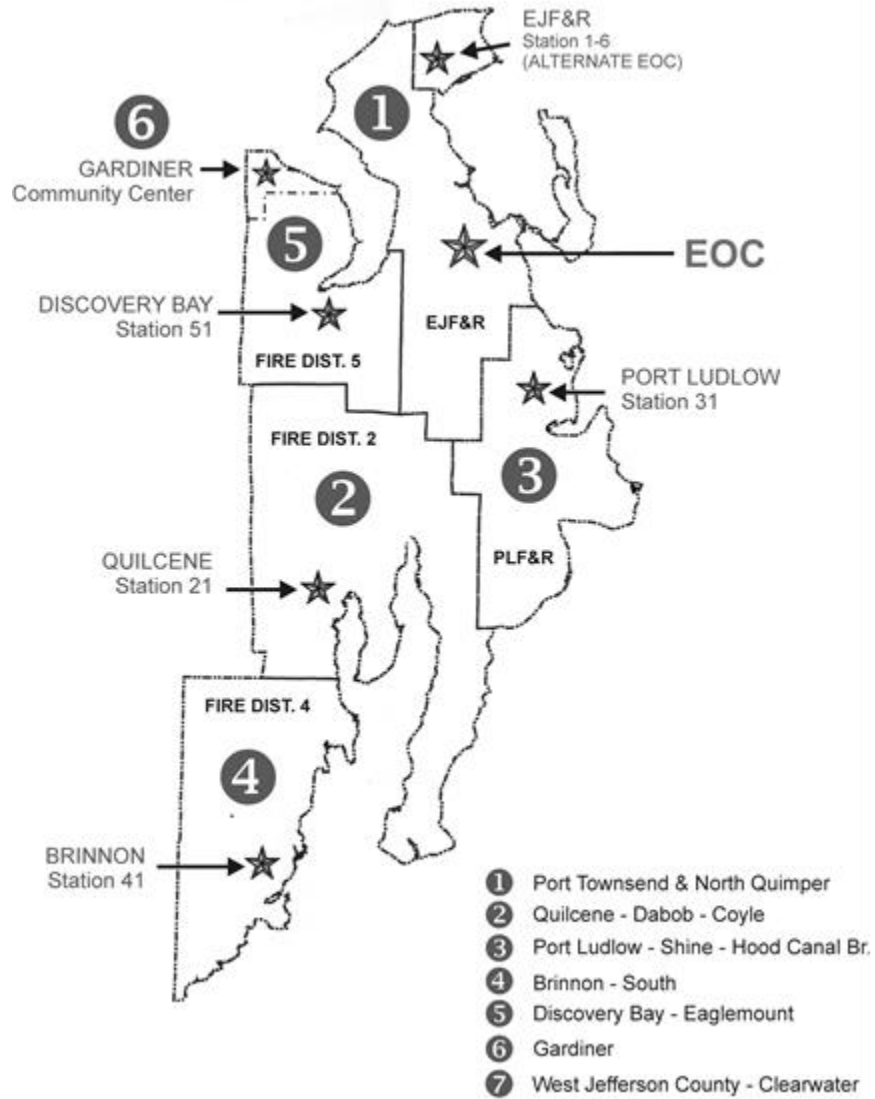 EJF&R
Station 1-6
(ALTERNATE EOC)
1
6
GARDINER
Community Center
5
EOC
DISCOVERY BAY
Station 51
EJF&R
FIRE DIST. 5
PORT LUDLOW
Station 31
FIRE DIST. 2
2
3
QUILCENE
Station 21
PLF&R
FIRE DIST. 4
4
BRINNON
Station 41
1 Port Townsend & North Quimper
2 Quilcene - Dabob - Coyle
3 Port Ludlow - Shine - Hood Canal Br.
4 Brinnon - South
5 Discovery Bay - Eaglemount
6 Gardiner
7 West Jefferson County - Clearwater